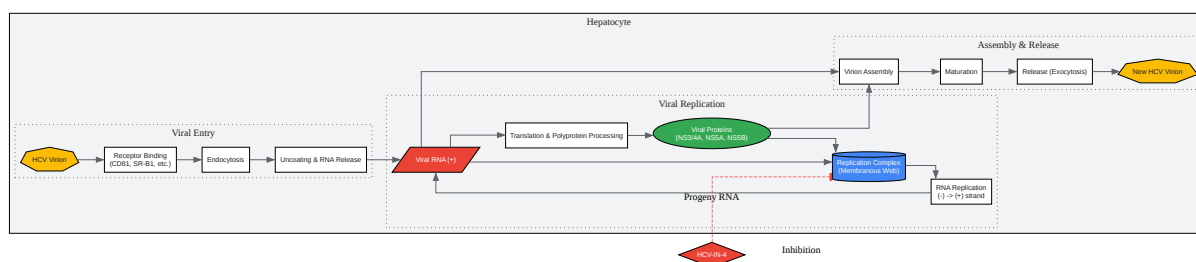 Hepatocyte
Assembly & Release
Virion Assembly
Maturation
Release (Exocytosis)
New HCV Virion
Viral Replication
Viral Entry
Translation & Polyprotein Processing
Viral Proteins
(NS3/4A, NS5A, NS5B)
HCV Virion
Receptor Binding
(CD81, SR-B1, etc.)
Endocytosis
Uncoating & RNA Release
Viral RNA (+)
Replication Complex
(Membranous Web)
RNA Replication
(-) -> (+) strand
Progeny RNA
HCV-IN-4
Inhibition